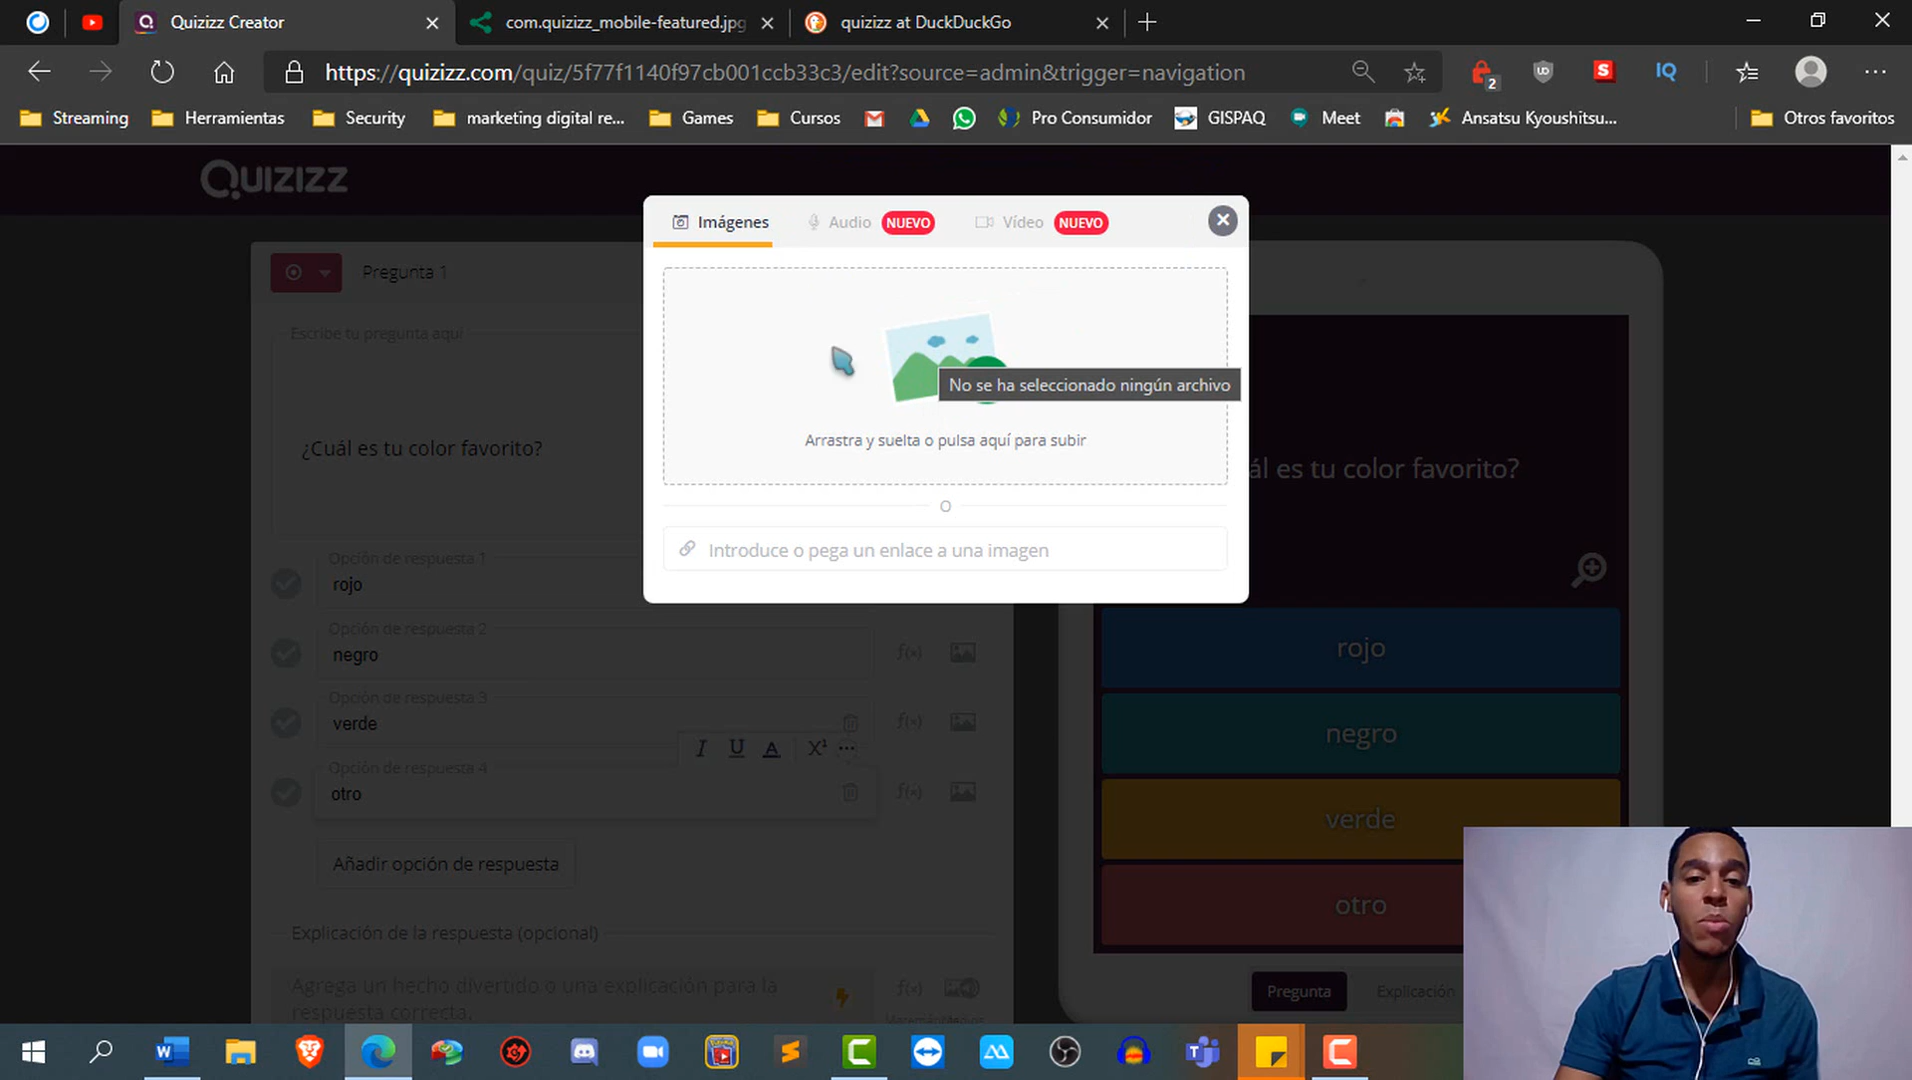 Quizizz Creator
com.quizizz_mobile-featured.jpg
quizizz at DuckDuckGo
https://quizizz.com/quiz/5f77f1140f97cb001ccb33c3/edit?source=admin&trigger=navigation
2
S
IQ
Streaming
Herramientas
Security
marketing digital re...
Games
Cursos
Pro Consumidor
GISPAQ
Meet
Ansatsu Kyoushitsu...
Otros favoritos
QUIZIZZ
Imágenes
Audio NUEVO
Vídeo NUEVO
No se ha seleccionado ningún archivo
Arrastra y suelta o pulsa aquí para subir
O
Introduce o pega un enlace a una imagen
Pregunta 1
Escribe tu pregunta aquí
¿Cuál es tu color favorito?
Opción de respuesta 1
rojo
Opción de respuesta 2
negro
f(x)
Opción de respuesta 3
verde
f(x)
I U A X¹ ...
Opción de respuesta 4
otro
f(x)
Añadir opción de respuesta
Explicación de la respuesta (opcional)
Agrega un hecho divertido o una explicación para la
respuesta correcta.
f(x)
ál es tu color favorito?
rojo
negro
verde
otro
Pregunta
Explicación